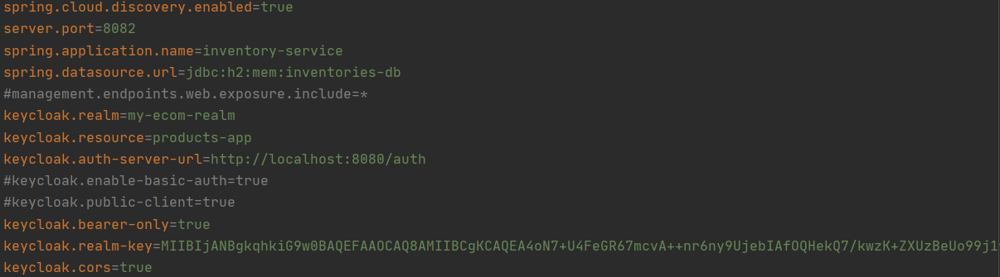 spring.cloud.discovery.enabled=true
server.port=8082
spring.application.name=inventory-service
spring.datasource.url=jdbc:h2:mem:inventories-db
#management.endpoints.web.exposure.include=*
keycloak.realm=my-ecom-realm
keycloak.resource=products-app
keycloak.auth-server-url=http://localhost:8080/auth
#keycloak.enable-basic-auth=true
#keycloak.public-client=true
keycloak.bearer-only=true
keycloak.realm-key=MIIBIjANBgkqhkiG9w0BAQEFAAOCAQ8AMIIBCgKCAQEA4oN7+U4FeGR67mcvA++nr6ny9UjebIAfOQHekQ7/kwzK+ZXUzBeUo99j1
keycloak.cors=true